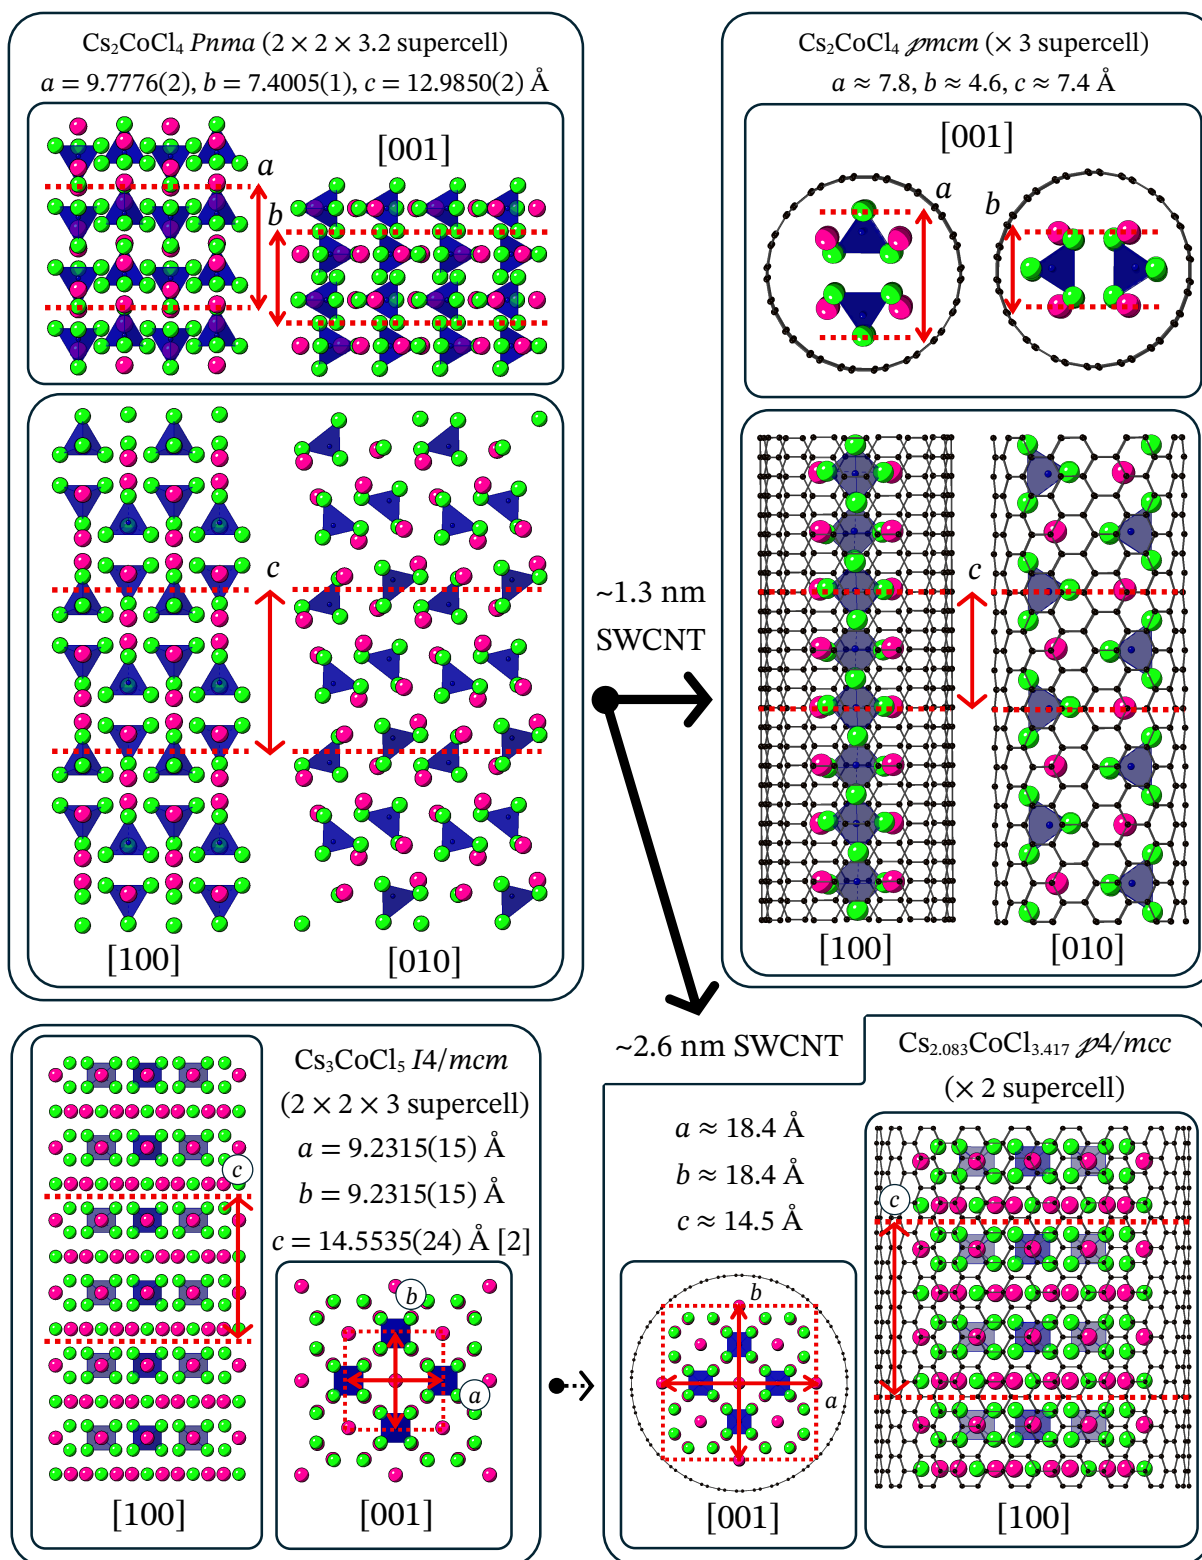 Cs₂CoCl₄ Pnma (2 × 2 × 3.2 supercell)
a = 9.7776(2), b = 7.4005(1), c = 12.9850(2) Å
[001]
a
b
c
[100]
[010]
Cs₂CoCl₄ 𝓅mcm (× 3 supercell)
a ≈ 7.8, b ≈ 4.6, c ≈ 7.4 Å
[001]
a
b
c
[100]
[010]
~1.3 nm
SWCNT
~2.6 nm SWCNT
Cs₃CoCl₅ I4/mcm
(2 × 2 × 3 supercell)
a = 9.2315(15) Å
b = 9.2315(15) Å
c = 14.5535(24) Å [2]
c
b
a
[100]
[001]
Cs₂.₀₈₃CoCl₃.₄₁₇ 𝓅4/mcc
(× 2 supercell)
a ≈ 18.4 Å
b ≈ 18.4 Å
c ≈ 14.5 Å
c
b
a
[001]
[100]